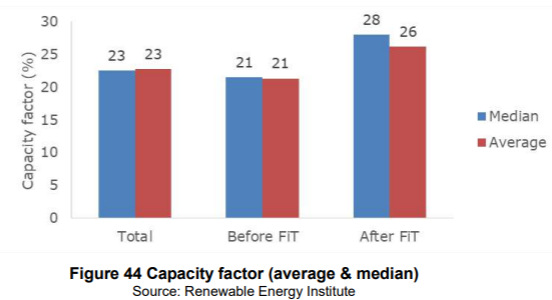 30
25
20
15
10
5
0
Capacity factor (%)
23 23
21 21
28 26
Total Before FiT After FiT
Median
Average
Figure 44 Capacity factor (average & median)
Source: Renewable Energy Institute